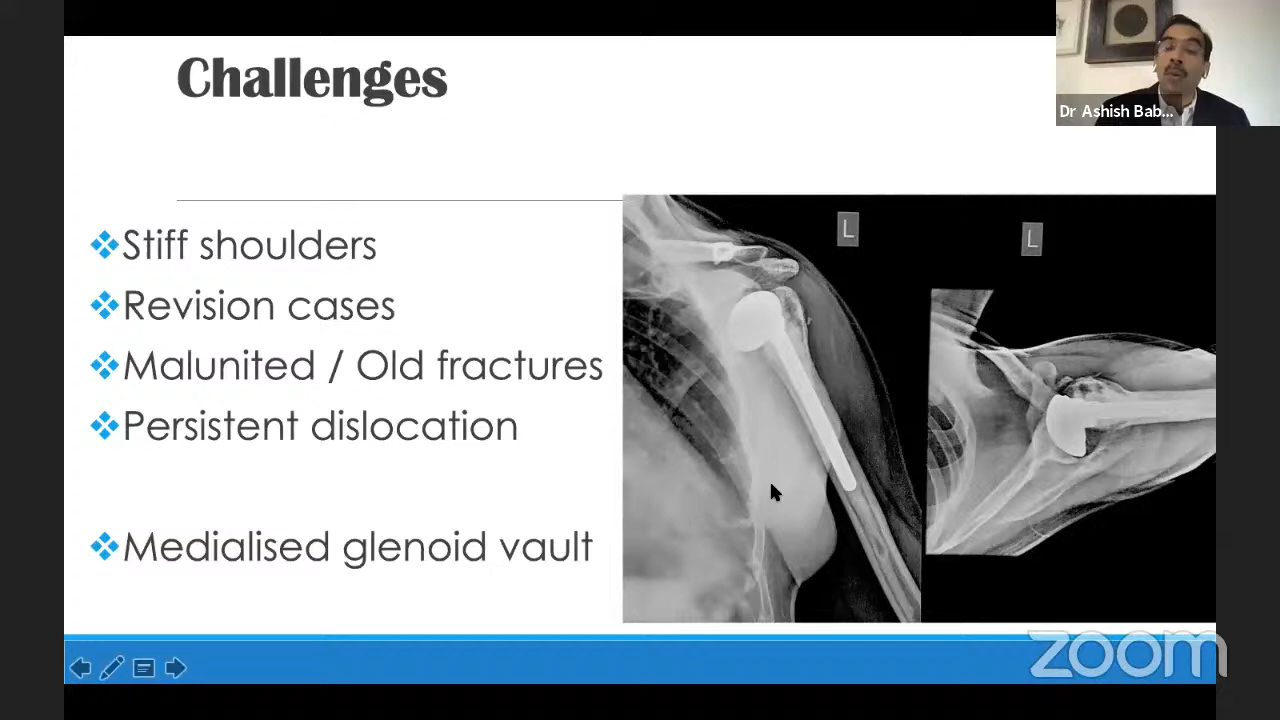 Challenges
Dr Ashish Bab...
Stiff shoulders
Revision cases
Malunited / Old fractures
Persistent dislocation
Medialised glenoid vault
L
L
zoom